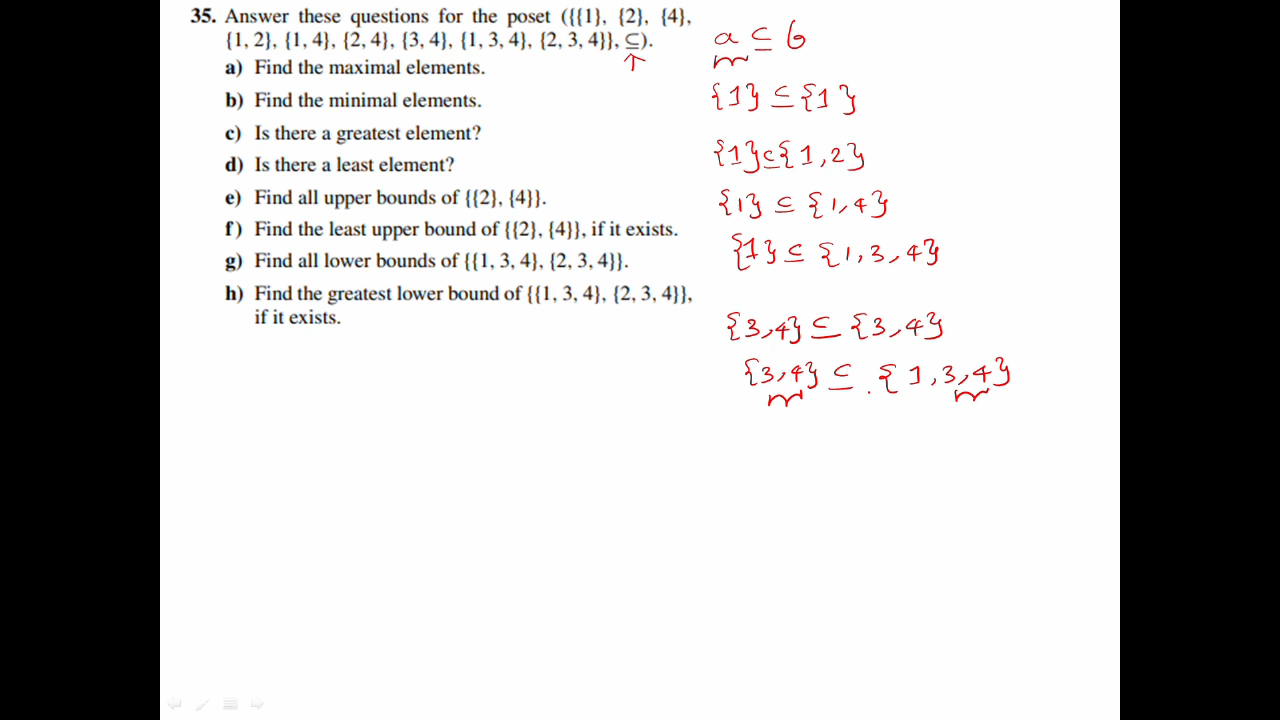 35. Answer these questions for the poset ({{1}, {2}, {4},
{1, 2}, {1, 4}, {2, 4}, {3, 4}, {1, 3, 4}, {2, 3, 4}}, ⊆).
a) Find the maximal elements.
b) Find the minimal elements.
c) Is there a greatest element?
d) Is there a least element?
e) Find all upper bounds of {{2}, {4}}.
f) Find the least upper bound of {{2}, {4}}, if it exists.
g) Find all lower bounds of {{1, 3, 4}, {2, 3, 4}}.
h) Find the greatest lower bound of {{1, 3, 4}, {2, 3, 4}},
if it exists.
a ⊆ b
{1} ⊆ {1}
{1} ⊆ {1,2}
{1} ⊆ {1,4}
{1} ⊆ {1,3,4}
{3,4} ⊆ {3,4}
{3,4} ⊆ {1,3,4}